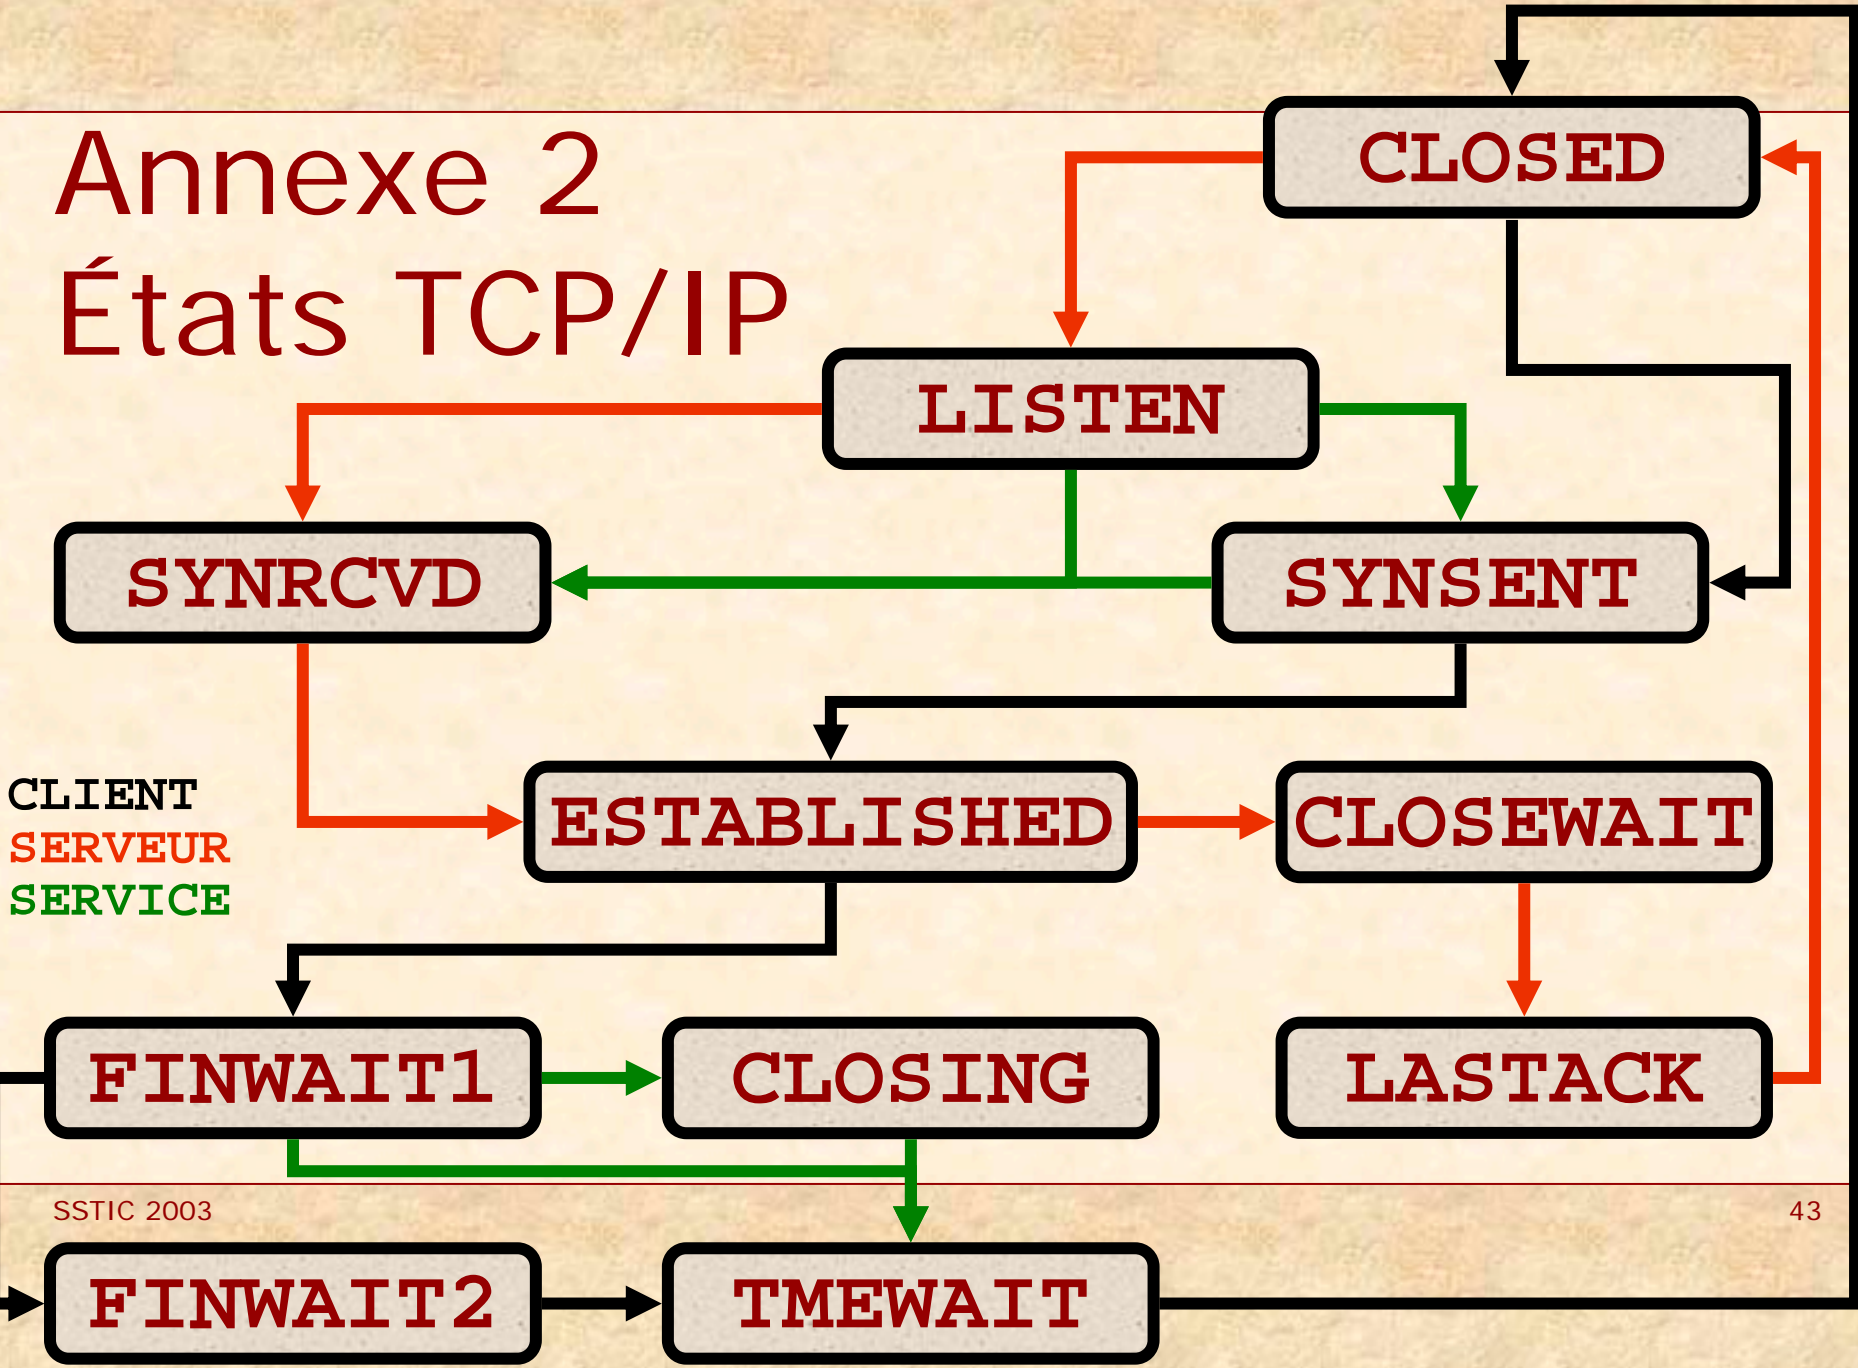 Annexe 2
États TCP/IP
CLOSED
LISTEN
SYNRCVD
SYNSENT
CLIENT
SERVEUR
SERVICE
ESTABLISHED
CLOSEWAIT
FINWAIT1
CLOSING
LASTACK
SSTIC 2003
43
FINWAIT2
TMEWAIT